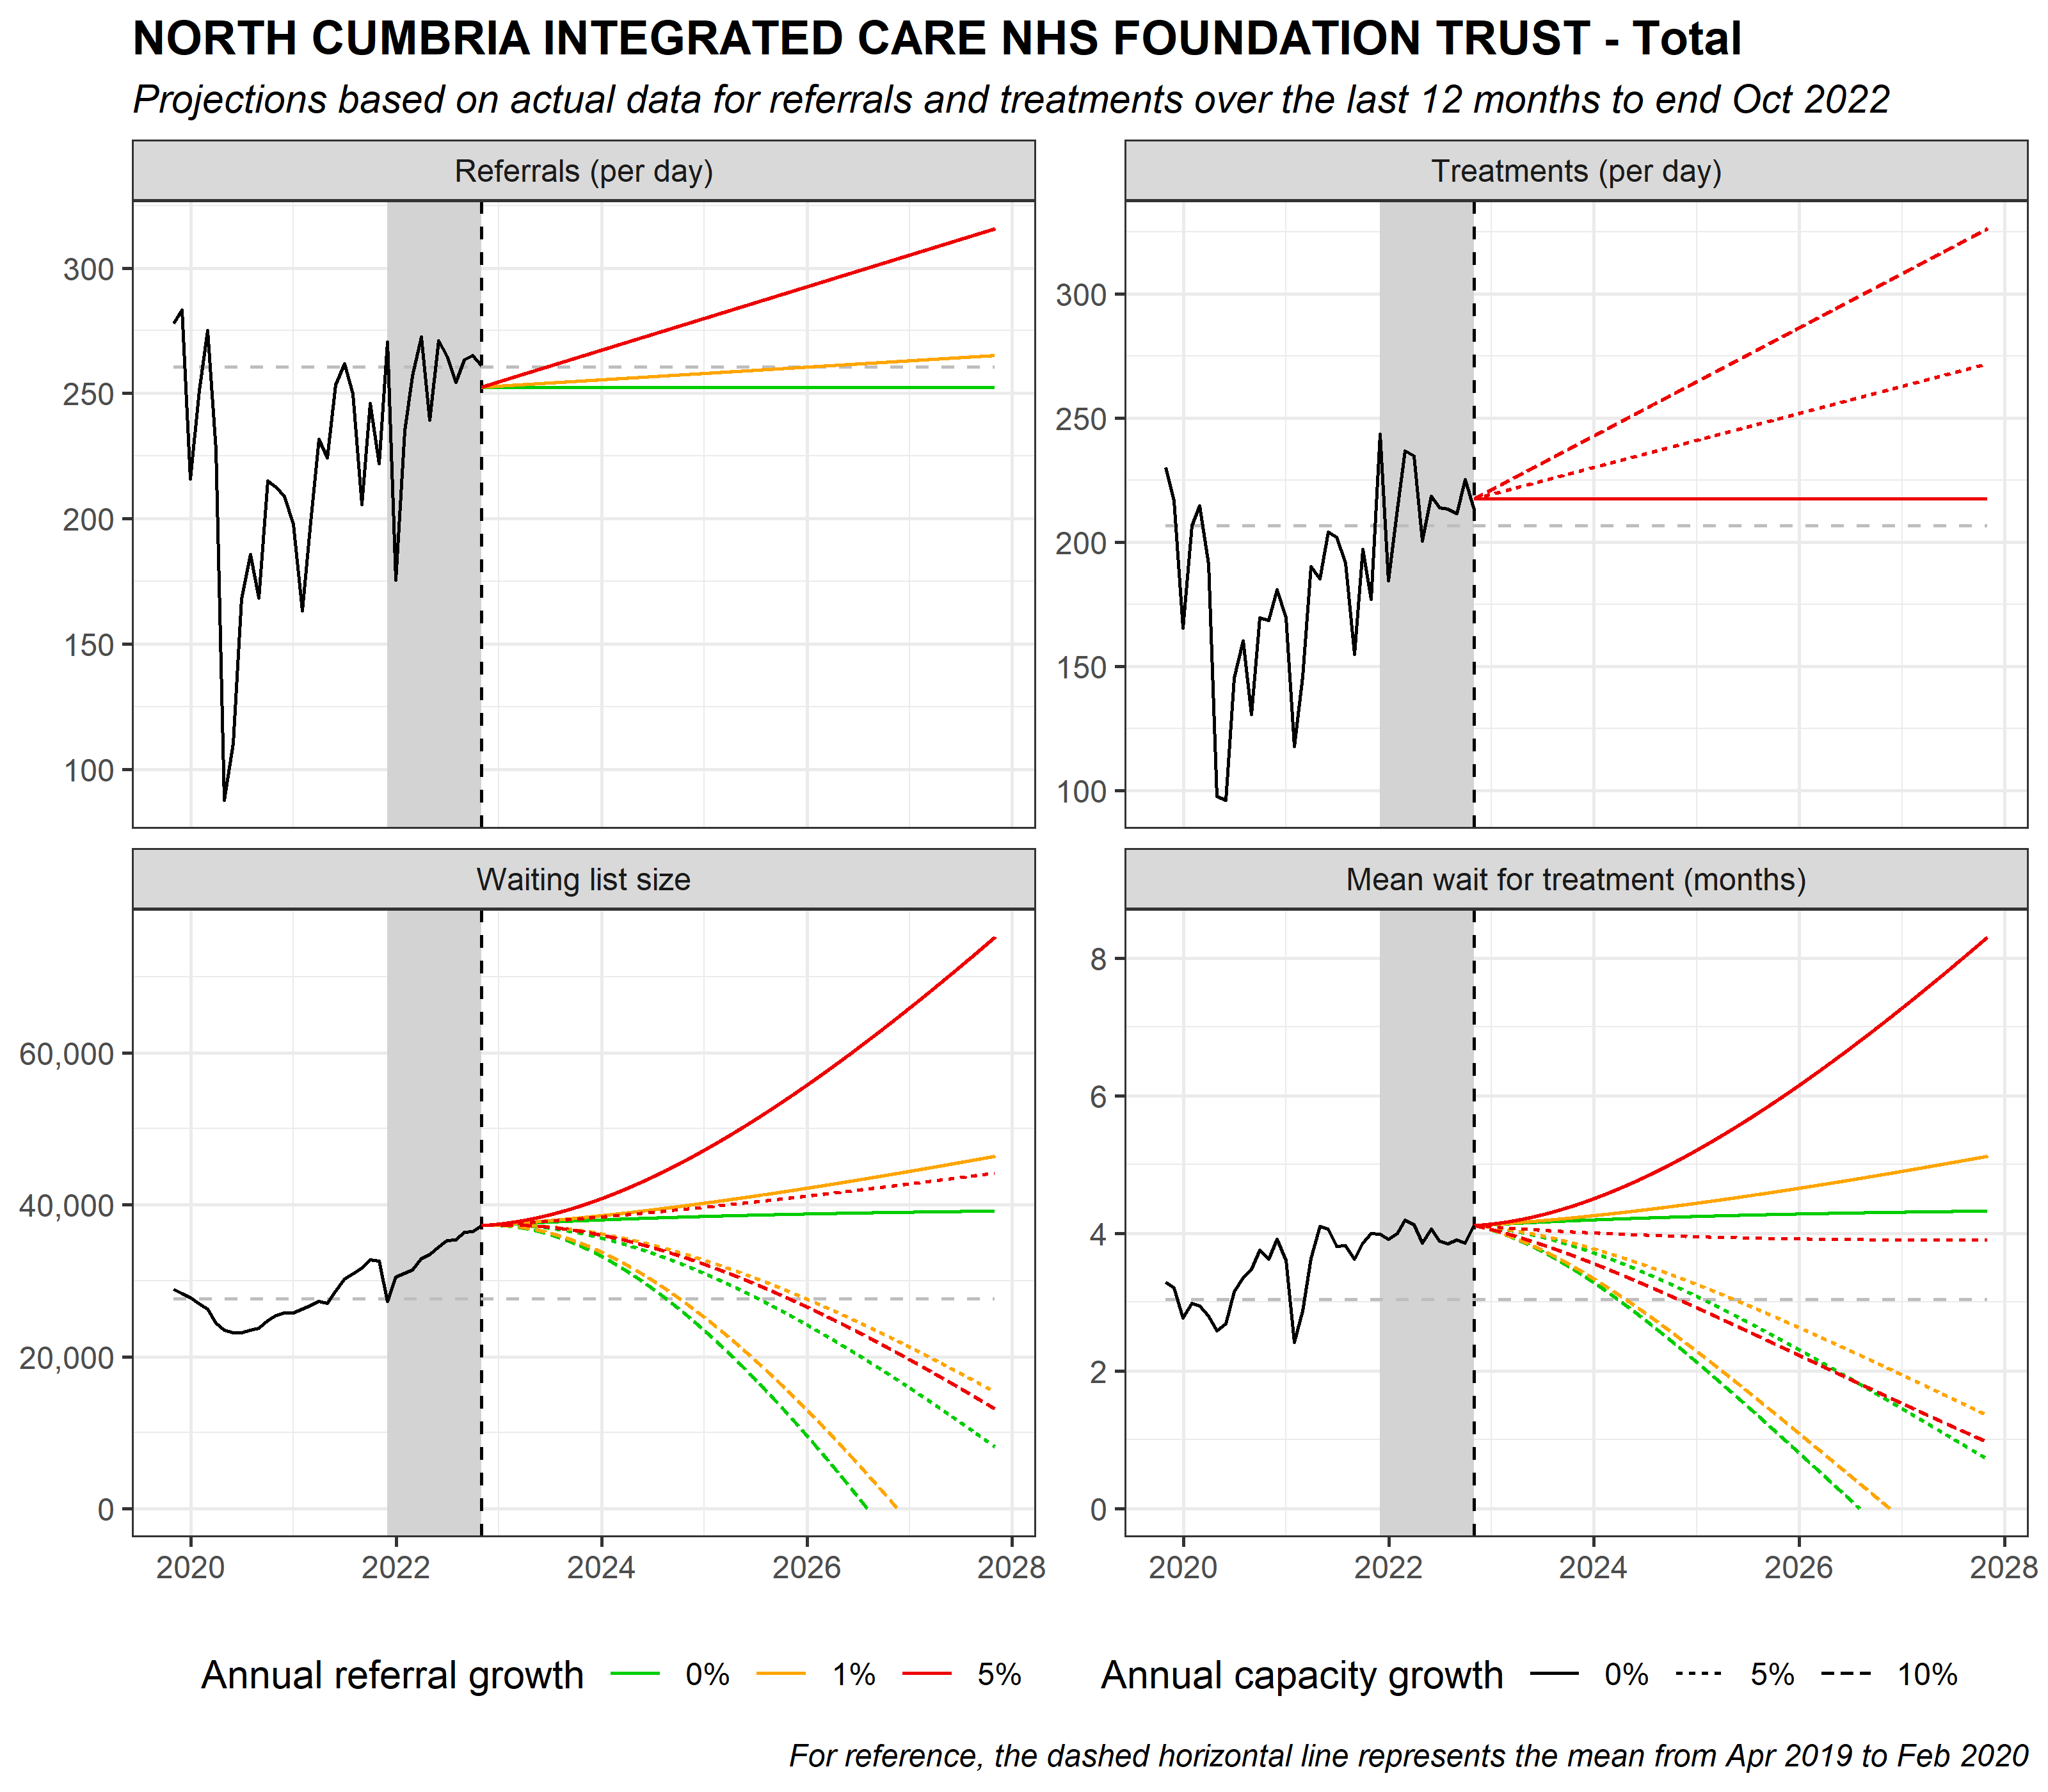 NORTH CUMBRIA INTEGRATED CARE NHS FOUNDATION TRUST - Total
Projections based on actual data for referrals and treatments over the last 12 months to end Oct 2022
Referrals (per day)
300
250
200
150
100
Treatments (per day)
300
250
200
150
100
Waiting list size
60,000
40,000
20,000
0
2020 2022 2024 2026 2028
Mean wait for treatment (months)
8
6
4
2
0
2020 2022 2024 2026 2028
Annual referral growth 0% 1% 5%
Annual capacity growth 0% 5% 10%
For reference, the dashed horizontal line represents the mean from Apr 2019 to Feb 2020